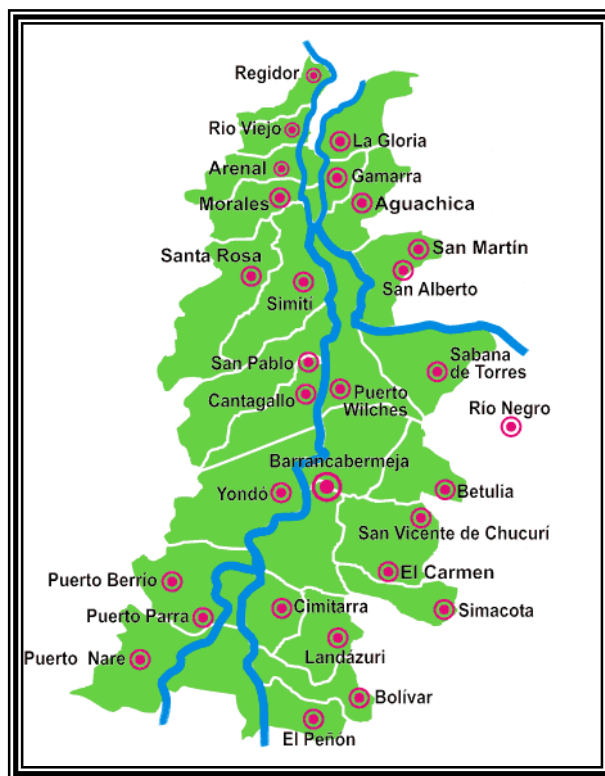 Regidor
Rio Viejo
La Gloria
Arenal
Gamarra
Morales
Aguachica
San Martín
Santa Rosa
San Alberto
Simití
San Pablo
Sabana
de Torres
Cantagallo
Puerto
Wilches
Río Negro
Barrancabermeja
Yondó
Betulia
San Vicente de Chucurí
El Carmen
Puerto Berrío
Cimitarra
Simacota
Puerto Parra
Landázuri
Puerto Nare
Bolívar
El Peñón